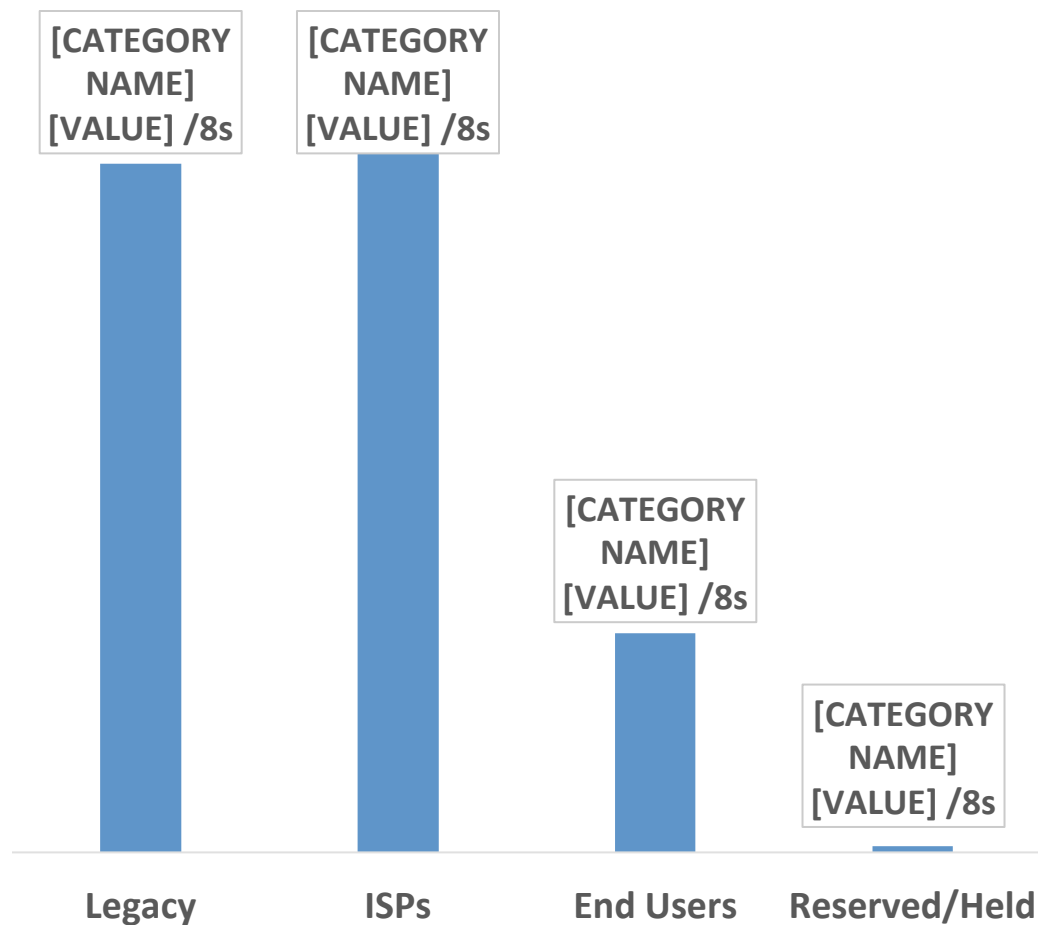 [CATEGORY
NAME]
[VALUE] /8s
[CATEGORY
NAME]
[VALUE] /8s
[CATEGORY
NAME]
[VALUE] /8s
[CATEGORY
NAME]
[VALUE] /8s
Legacy
ISPs
End Users
Reserved/Held